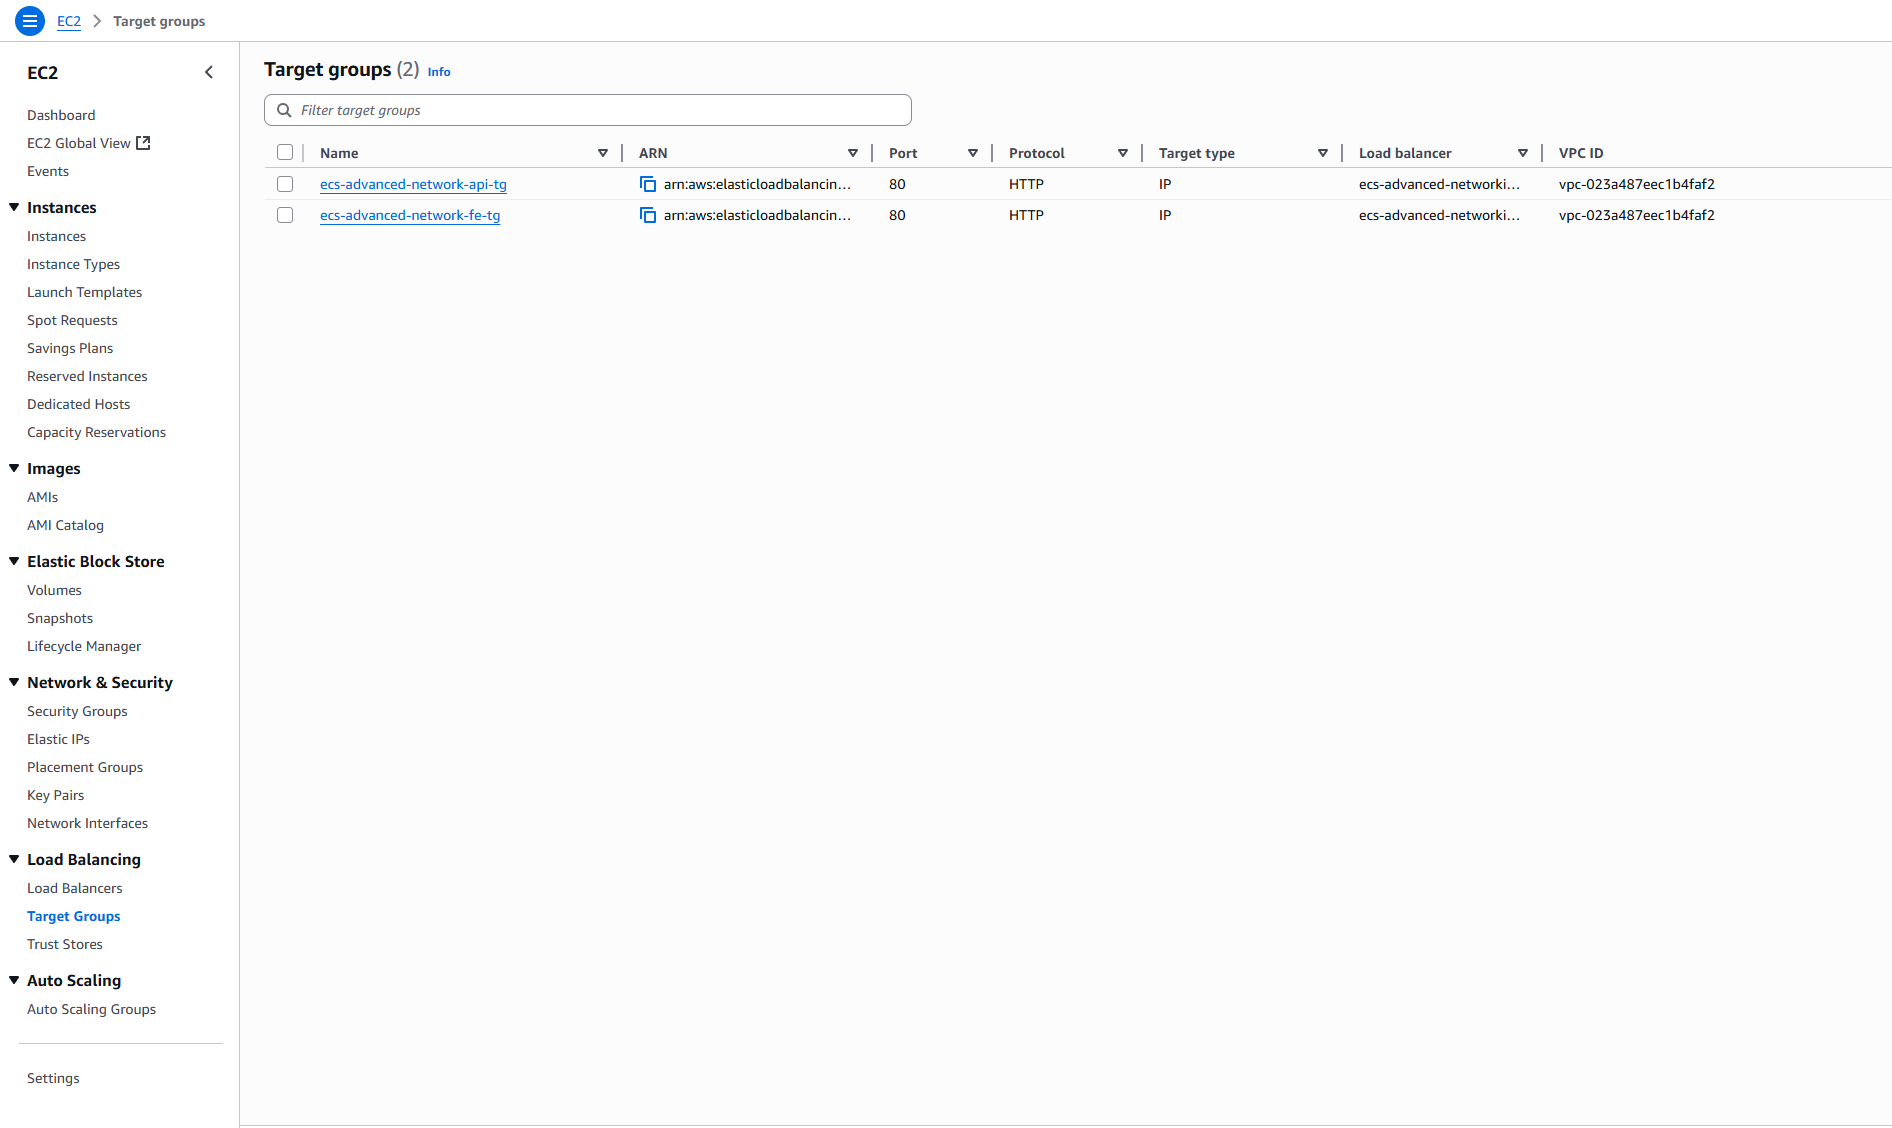 EC2 > Target groups
EC2
Dashboard
EC2 Global View
Events
Instances
Instances
Instance Types
Launch Templates
Spot Requests
Savings Plans
Reserved Instances
Dedicated Hosts
Capacity Reservations
Images
AMIs
AMI Catalog
Elastic Block Store
Volumes
Snapshots
Lifecycle Manager
Network & Security
Security Groups
Elastic IPs
Placement Groups
Key Pairs
Network Interfaces
Load Balancing
Load Balancers
Target Groups
Trust Stores
Auto Scaling
Auto Scaling Groups
Settings
Target groups (2) Info
Filter target groups
Name ARN Port Protocol Target type Load balancer VPC ID
ecs-advanced-network-api-tg arn:aws:elasticloadbalancin... 80 HTTP IP ecs-advanced-networki... vpc-023a487eec1b4faf2
ecs-advanced-network-fe-tg arn:aws:elasticloadbalancin... 80 HTTP IP ecs-advanced-networki... vpc-023a487eec1b4faf2